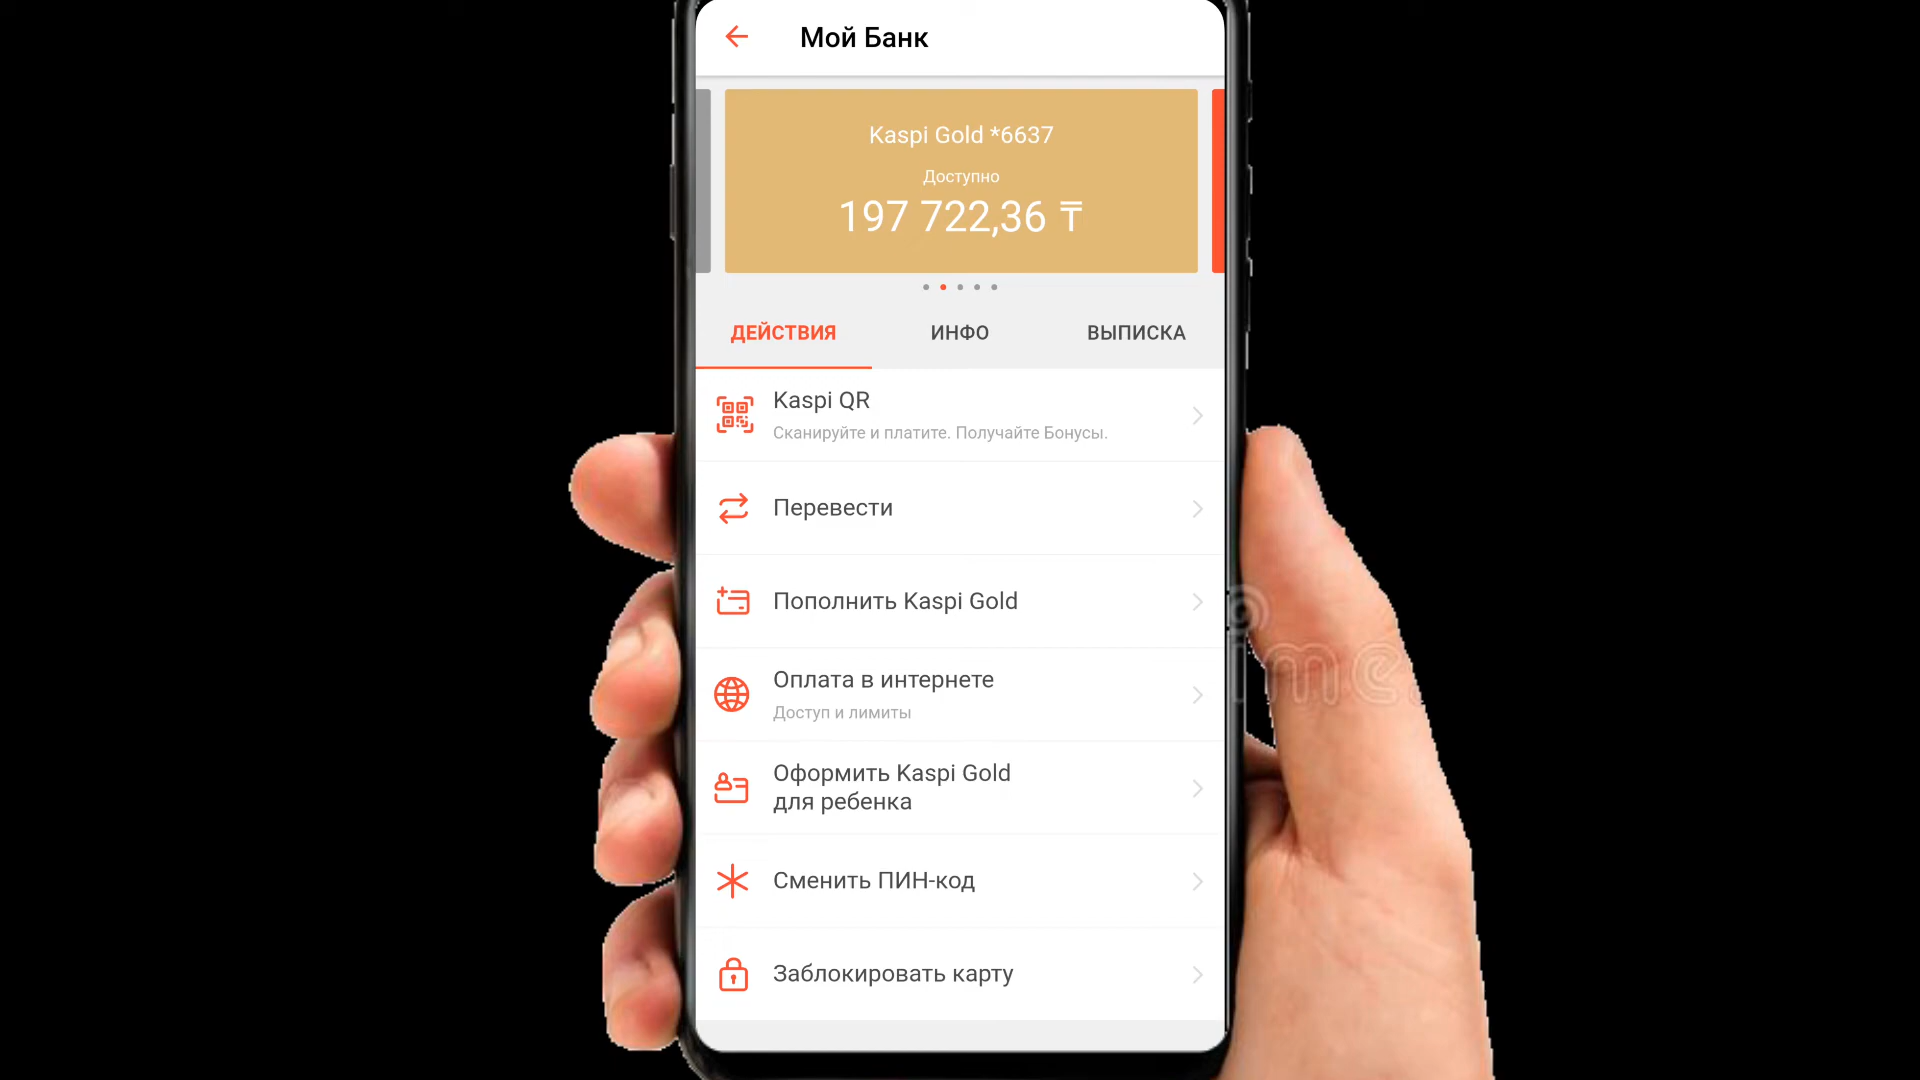 Мой Банк
Kaspi Gold *6637
Доступно
197 722,36 ₸
ДЕЙСТВИЯ ИНФО ВЫПИСКА
Kaspi QR
Сканируйте и платите. Получайте Бонусы.
Перевести
Пополнить Kaspi Gold
Оплата в интернете
Доступ и лимиты
Оформить Kaspi Gold
для ребенка
Сменить ПИН-код
Заблокировать карту